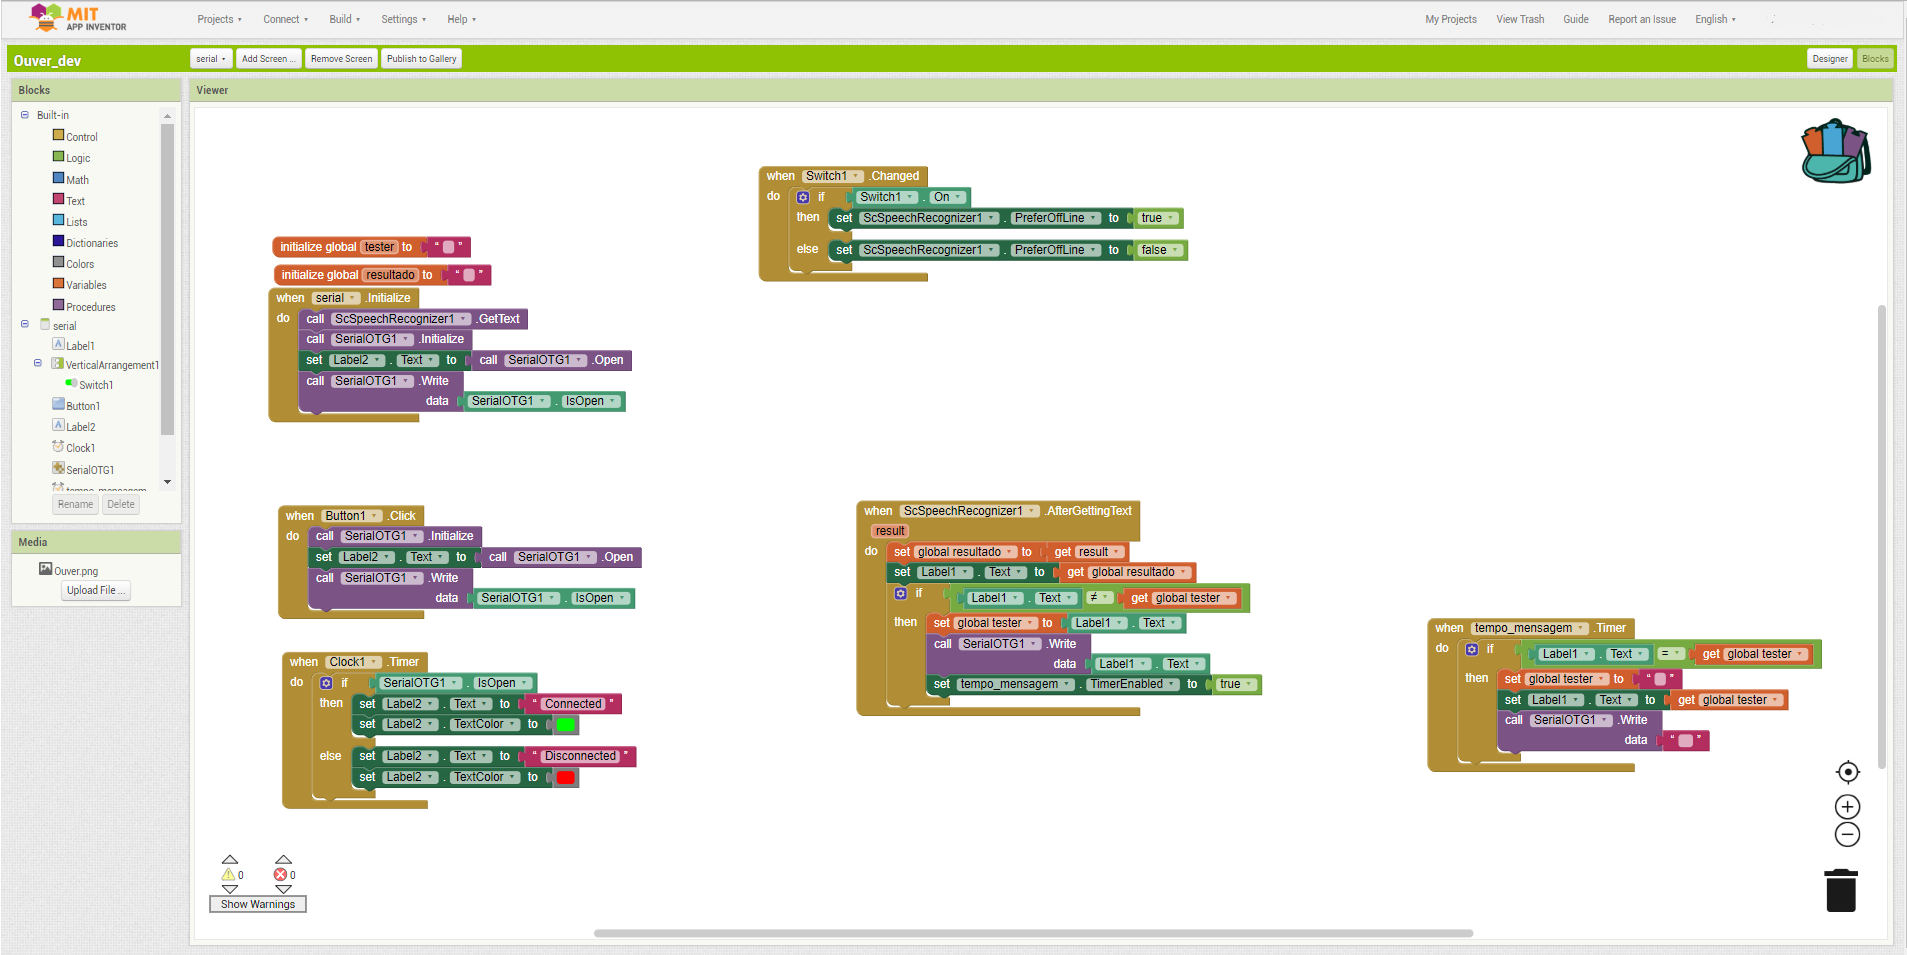 MIT
APP INVENTOR
Projects Connect Build Settings Help
My Projects View Trash Guide Report an Issue English
Ouver_dev
serial Add Screen ... Remove Screen Publish to Gallery
Designer Blocks
Blocks
Built-in
Control
Logic
Math
Text
Lists
Dictionaries
Colors
Variables
Procedures
serial
Label1
VerticalArrangement1
Switch1
Button1
Label2
Clock1
SerialOTG1
tempo_mensagem
Rename Delete
Media
Ouver.png
Upload File ...
Viewer
when Switch1 .Changed
do if Switch1 . On
then set ScSpeechRecognizer1 . PreferOffLine to true
else set ScSpeechRecognizer1 . PreferOffLine to false
initialize global tester to “ ”
initialize global resultado to “ ”
when serial .Initialize
do call ScSpeechRecognizer1 .GetText
call SerialOTG1 .Initialize
set Label2 . Text to call SerialOTG1 .Open
call SerialOTG1 .Write
data SerialOTG1 . IsOpen
when Button1 .Click
do call SerialOTG1 .Initialize
set Label2 . Text to call SerialOTG1 .Open
call SerialOTG1 .Write
data SerialOTG1 . IsOpen
when Clock1 .Timer
do if SerialOTG1 . IsOpen
then set Label2 . Text to “ Connected ”
set Label2 . TextColor to
else set Label2 . Text to “ Disconnected ”
set Label2 . TextColor to
when ScSpeechRecognizer1 .AfterGettingText
result
do set global resultado to get result
set Label1 . Text to get global resultado
if Label1 . Text ≠ get global tester
then set global tester to Label1 . Text
call SerialOTG1 .Write
data Label1 . Text
set tempo_mensagem . TimerEnabled to true
when tempo_mensagem .Timer
do if Label1 . Text = get global tester
then set global tester to “ ”
set Label1 . Text to get global tester
call SerialOTG1 .Write
data “ ”
0 0
Show Warnings